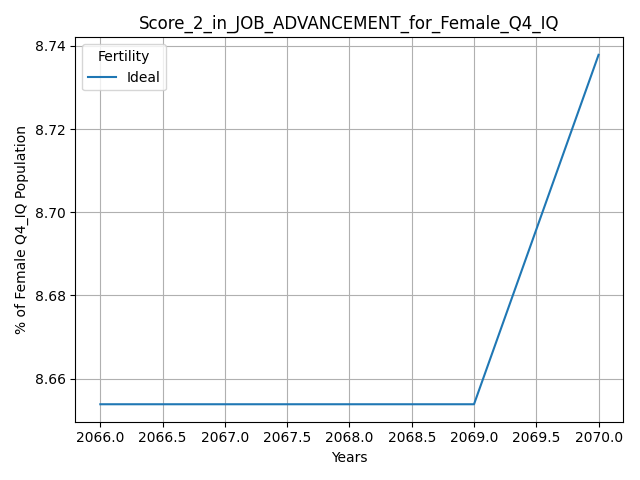 Score_2_in_JOB_ADVANCEMENT_for_Female_Q4_IQ
Fertility
Ideal
% of Female Q4_IQ Population
8.74
8.72
8.70
8.68
8.66
2066.0 2066.5 2067.0 2067.5 2068.0 2068.5 2069.0 2069.5 2070.0
Years